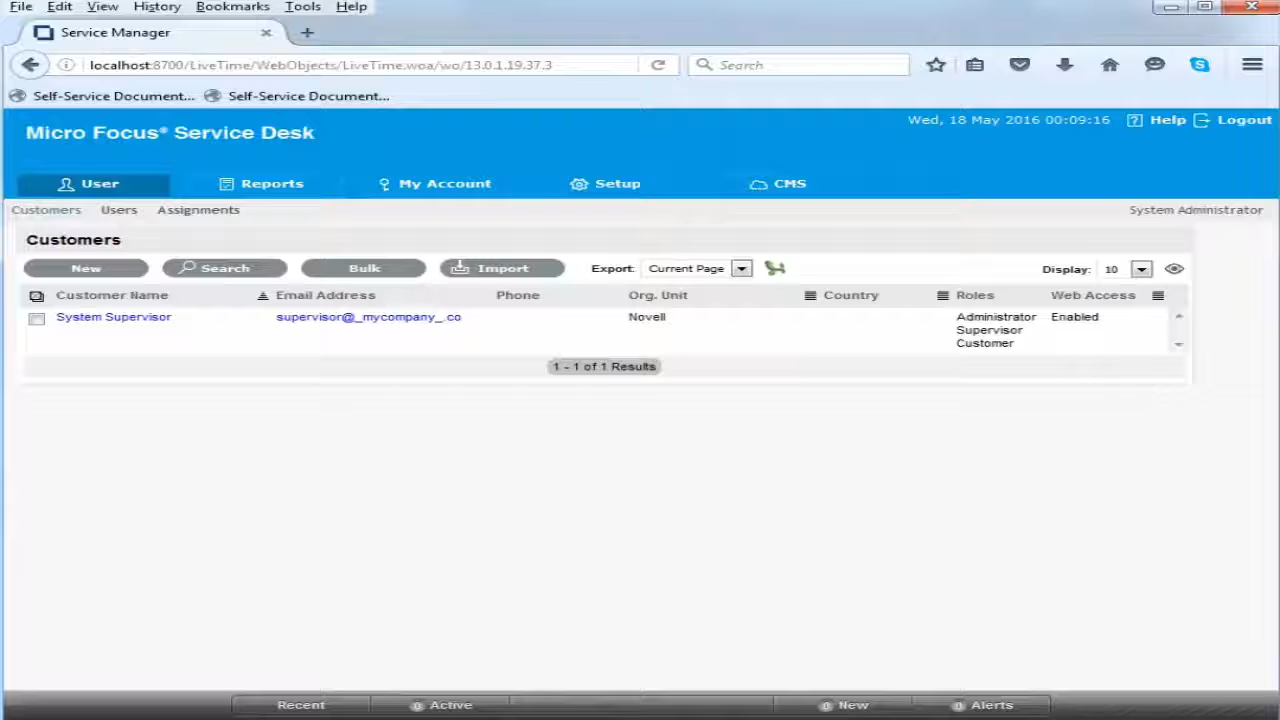 File Edit View History Bookmarks Tools Help
Service Manager
localhost:8700/LiveTime/WebObjects/LiveTime.woa/wo/13.0.1.19.37.3 Search
Self-Service Document... Self-Service Document...
Wed, 18 May 2016 00:09:16 ? Help Logout
Micro Focus® Service Desk
User Reports My Account Setup CMS
Customers Users Assignments System Administrator
Customers
New Search Bulk Import Export: Current Page Display: 10
Customer Name Email Address Phone Org. Unit Country Roles Web Access
System Supervisor supervisor@_mycompany_.co Novell Administrator Enabled
Supervisor
Customer
1 - 1 of 1 Results
Recent 0 Active 0 New 0 Alerts